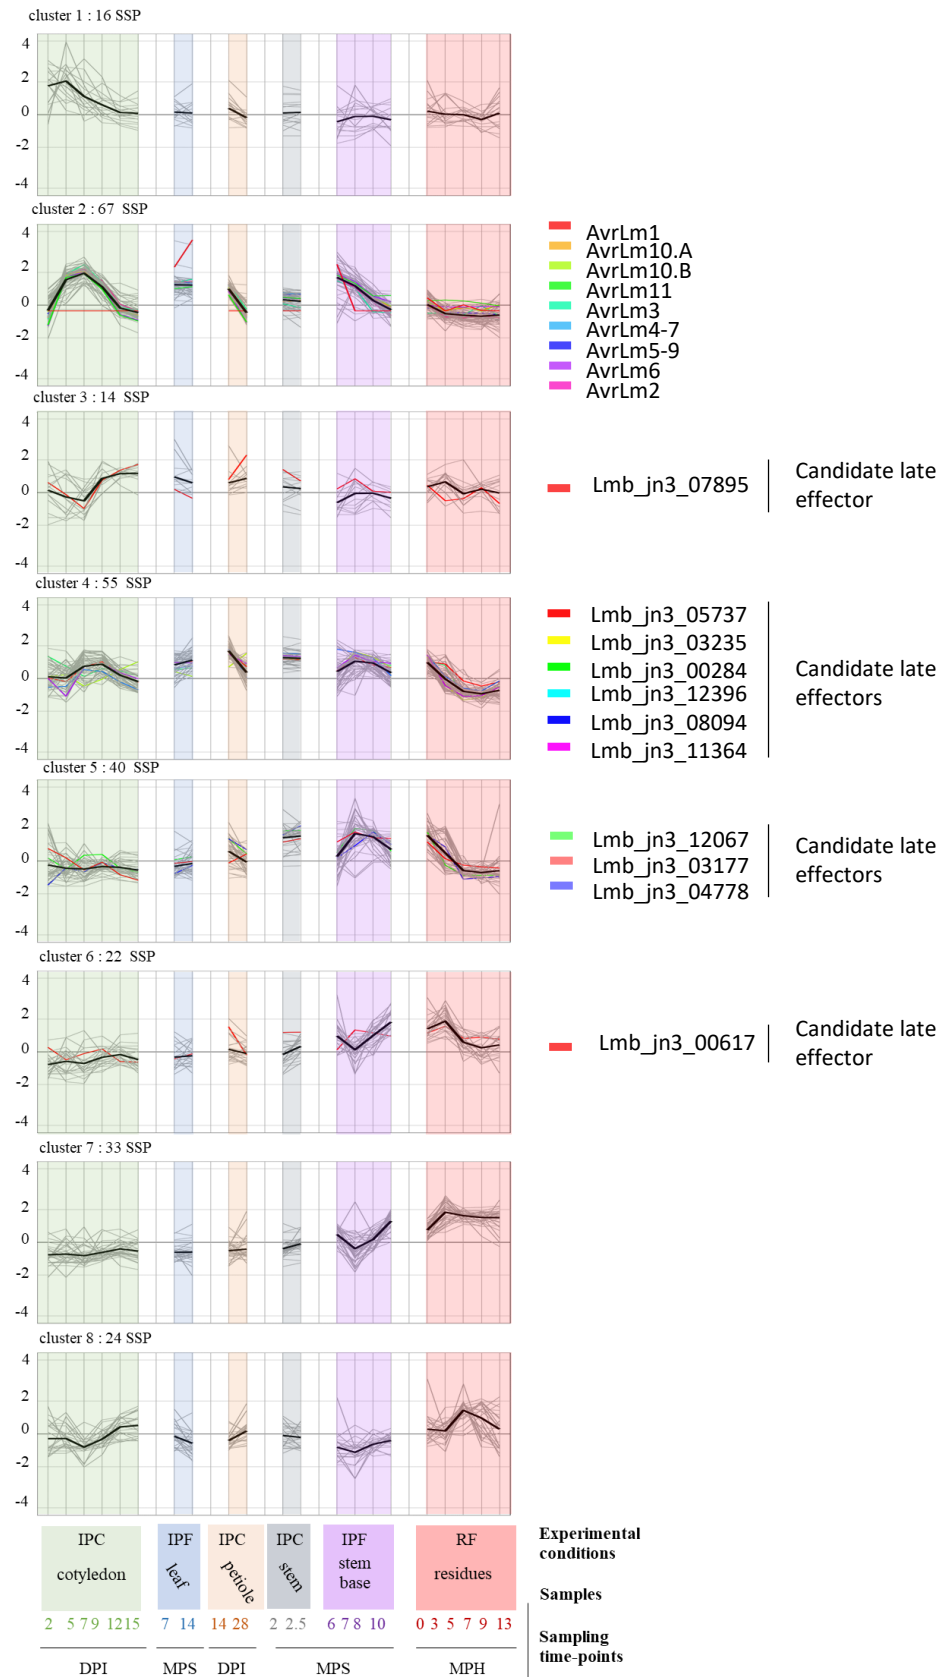 cluster 1 : 16 SSP
4
2
0
-2
-4
cluster 2 : 67 SSP
4
2
0
-2
-4
AvrLm1
AvrLm10.A
AvrLm10.B
AvrLm11
AvrLm3
AvrLm4-7
AvrLm5-9
AvrLm6
AvrLm2
cluster 3 : 14 SSP
4
2
0
-2
-4
Lmb_jn3_07895
Candidate late
effector
cluster 4 : 55 SSP
4
2
0
-2
-4
Lmb_jn3_05737
Lmb_jn3_03235
Lmb_jn3_00284
Lmb_jn3_12396
Lmb_jn3_08094
Lmb_jn3_11364
Candidate late
effectors
cluster 5 : 40 SSP
4
2
0
-2
-4
Lmb_jn3_12067
Lmb_jn3_03177
Lmb_jn3_04778
Candidate late
effectors
cluster 6 : 22 SSP
4
2
0
-2
-4
Lmb_jn3_00617
Candidate late
effector
cluster 7 : 33 SSP
4
2
0
-2
-4
cluster 8 : 24 SSP
4
2
0
-2
-4
IPC IPF IPC IPC IPF RF
cotyledon leaf petiole stem stem base residues
Experimental
conditions
Samples
2 5 7 9 12 15 7 14 14 28 2 2.5 6 7 8 10 0 3 5 7 9 13
Sampling
time-points
DPI MPS DPI MPS MPH